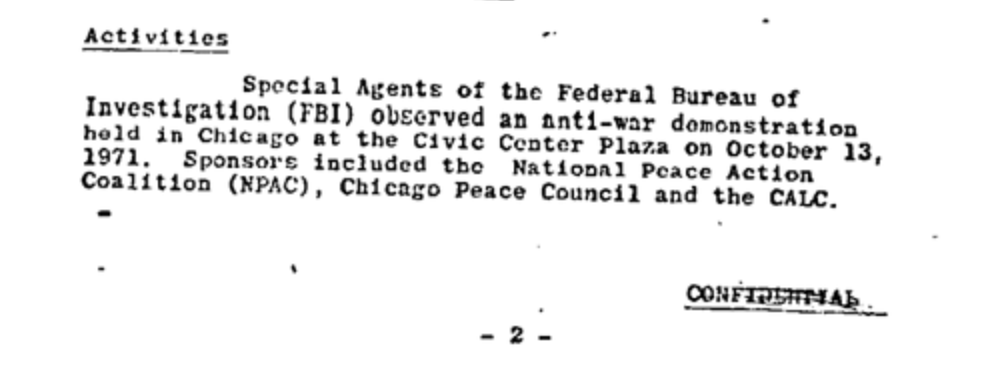 Activities
Special Agents of the Federal Bureau of
Investigation (FBI) observed an anti-war demonstration
held in Chicago at the Civic Center Plaza on October 13,
1971. Sponsors included the National Peace Action
Coalition (NPAC), Chicago Peace Council and the CALC.
CONFIDENTIAL
- 2 -